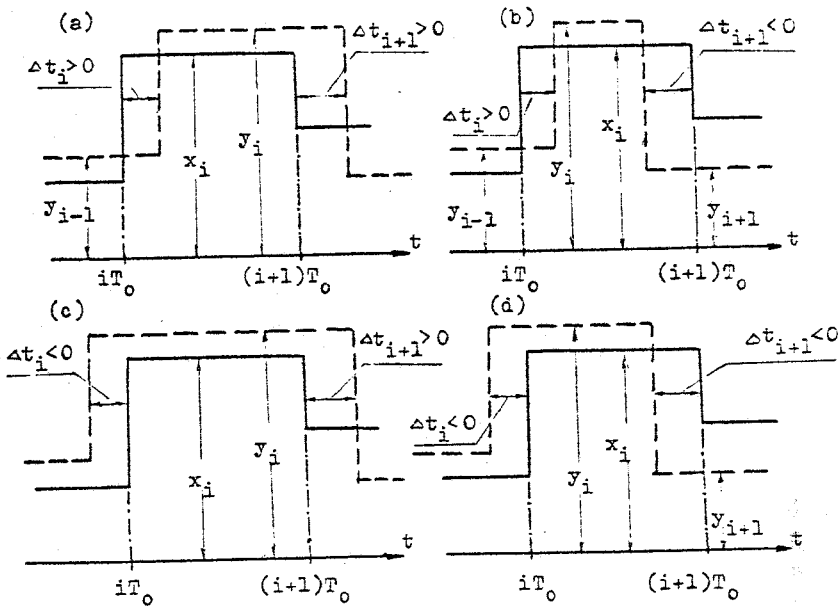 (a)
Δt_i>0
Δt_{i+1}>0
x_i
y_i
y_{i-1}
t
iT_o
(i+1)T_o
(b)
Δt_i>0
Δt_{i+1}<0
y_i
x_i
y_{i-1}
y_{i+1}
t
iT_o
(i+1)T_o
(c)
Δt_i<0
Δt_{i+1}>0
x_i
y_i
t
iT_o
(i+1)T_o
(d)
Δt_i<0
Δt_{i+1}<0
y_i
x_i
y_{i+1}
t
iT_o
(i+1)T_o